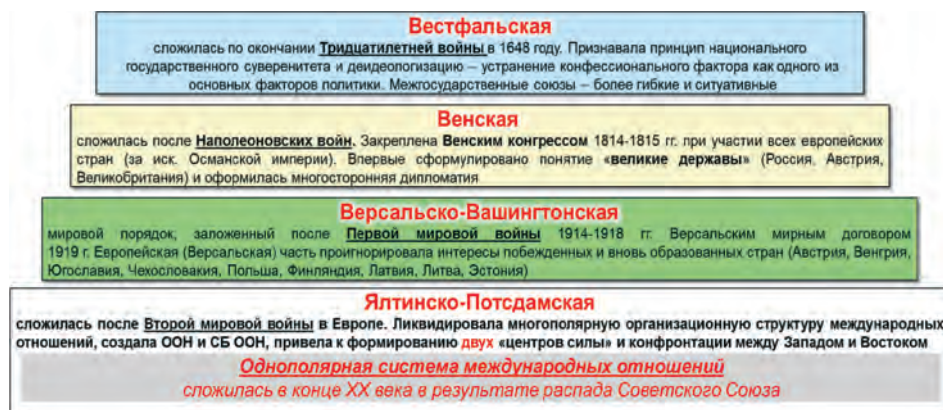 Вестфальская
сложилась по окончании Тридцатилетней войны в 1648 году. Признавала принцип национального
государственного суверенитета и деидеологизацию – устранение конфессионального фактора как одного из
основных факторов политики. Межгосударственные союзы – более гибкие и ситуативные
Венская
сложилась после Наполеоновских войн. Закреплена Венским конгрессом 1814-1815 гг. при участии всех европейских
стран (за иск. Османской империи). Впервые сформулировано понятие «великие державы» (Россия, Австрия,
Великобритания) и оформилась многосторонняя дипломатия
Версальско-Вашингтонская
мировой порядок, заложенный после Первой мировой войны 1914-1918 гг. Версальским мирным договором
1919 г. Европейская (Версальская) часть проигнорировала интересы побежденных и вновь образованных стран (Австрия, Венгрия,
Югославия, Чехословакия, Польша, Финляндия, Латвия, Литва, Эстония)
Ялтинско-Потсдамская
сложилась после Второй мировой войны в Европе. Ликвидировала многополярную организационную структуру международных
отношений, создала ООН и СБ ООН, привела к формированию двух «центров силы» и конфронтации между Западом и Востоком
Однополярная система международных отношений
сложилась в конце XX века в результате распада Советского Союза